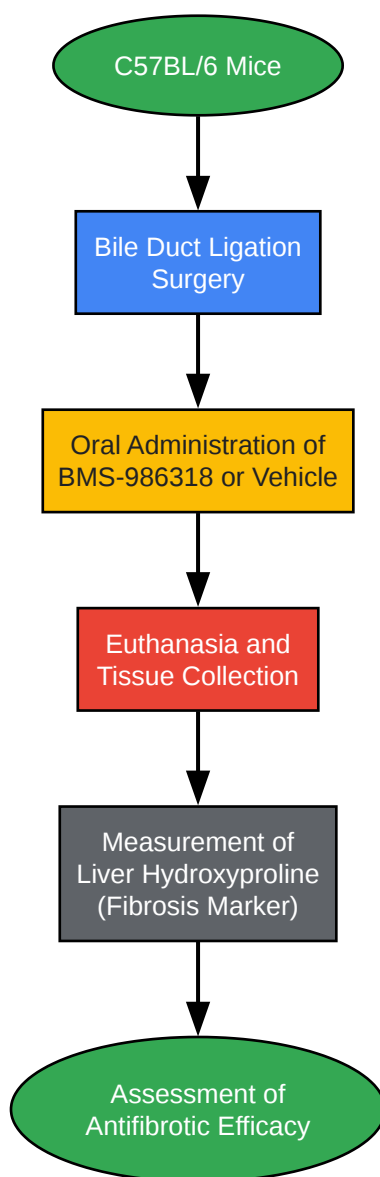 C57BL/6 Mice
Bile Duct Ligation
Surgery
Oral Administration of
BMS-986318 or Vehicle
Euthanasia and
Tissue Collection
Measurement of
Liver Hydroxyproline
(Fibrosis Marker)
Assessment of
Antifibrotic Efficacy